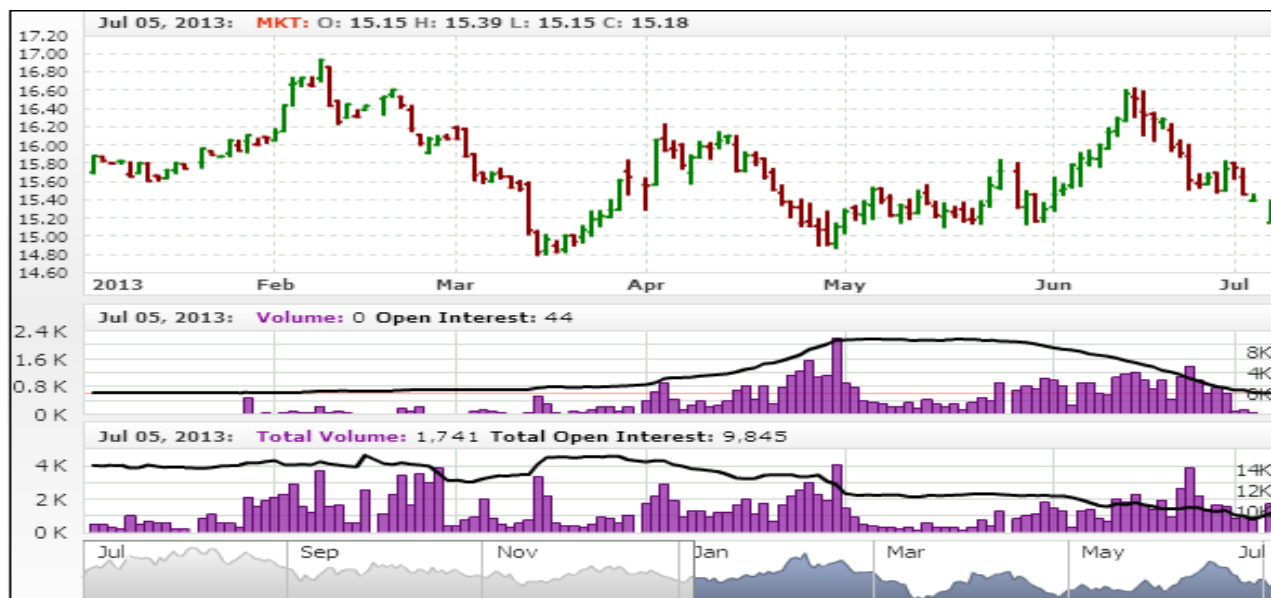 Jul 05, 2013: MKT: O: 15.15 H: 15.39 L: 15.15 C: 15.18
17.20
17.00
16.80
16.60
16.40
16.20
16.00
15.80
15.60
15.40
15.20
15.00
14.80
14.60
2013 Feb Mar Apr May Jun Jul
Jul 05, 2013: Volume: 0 Open Interest: 44
2.4 K
1.6 K 8K
0.8 K 4K
0 K 0K
Jul 05, 2013: Total Volume: 1,741 Total Open Interest: 9,845
4 K 14K
2 K 12K
0 K 10K
Jul Sep Nov Jan Mar May Jul